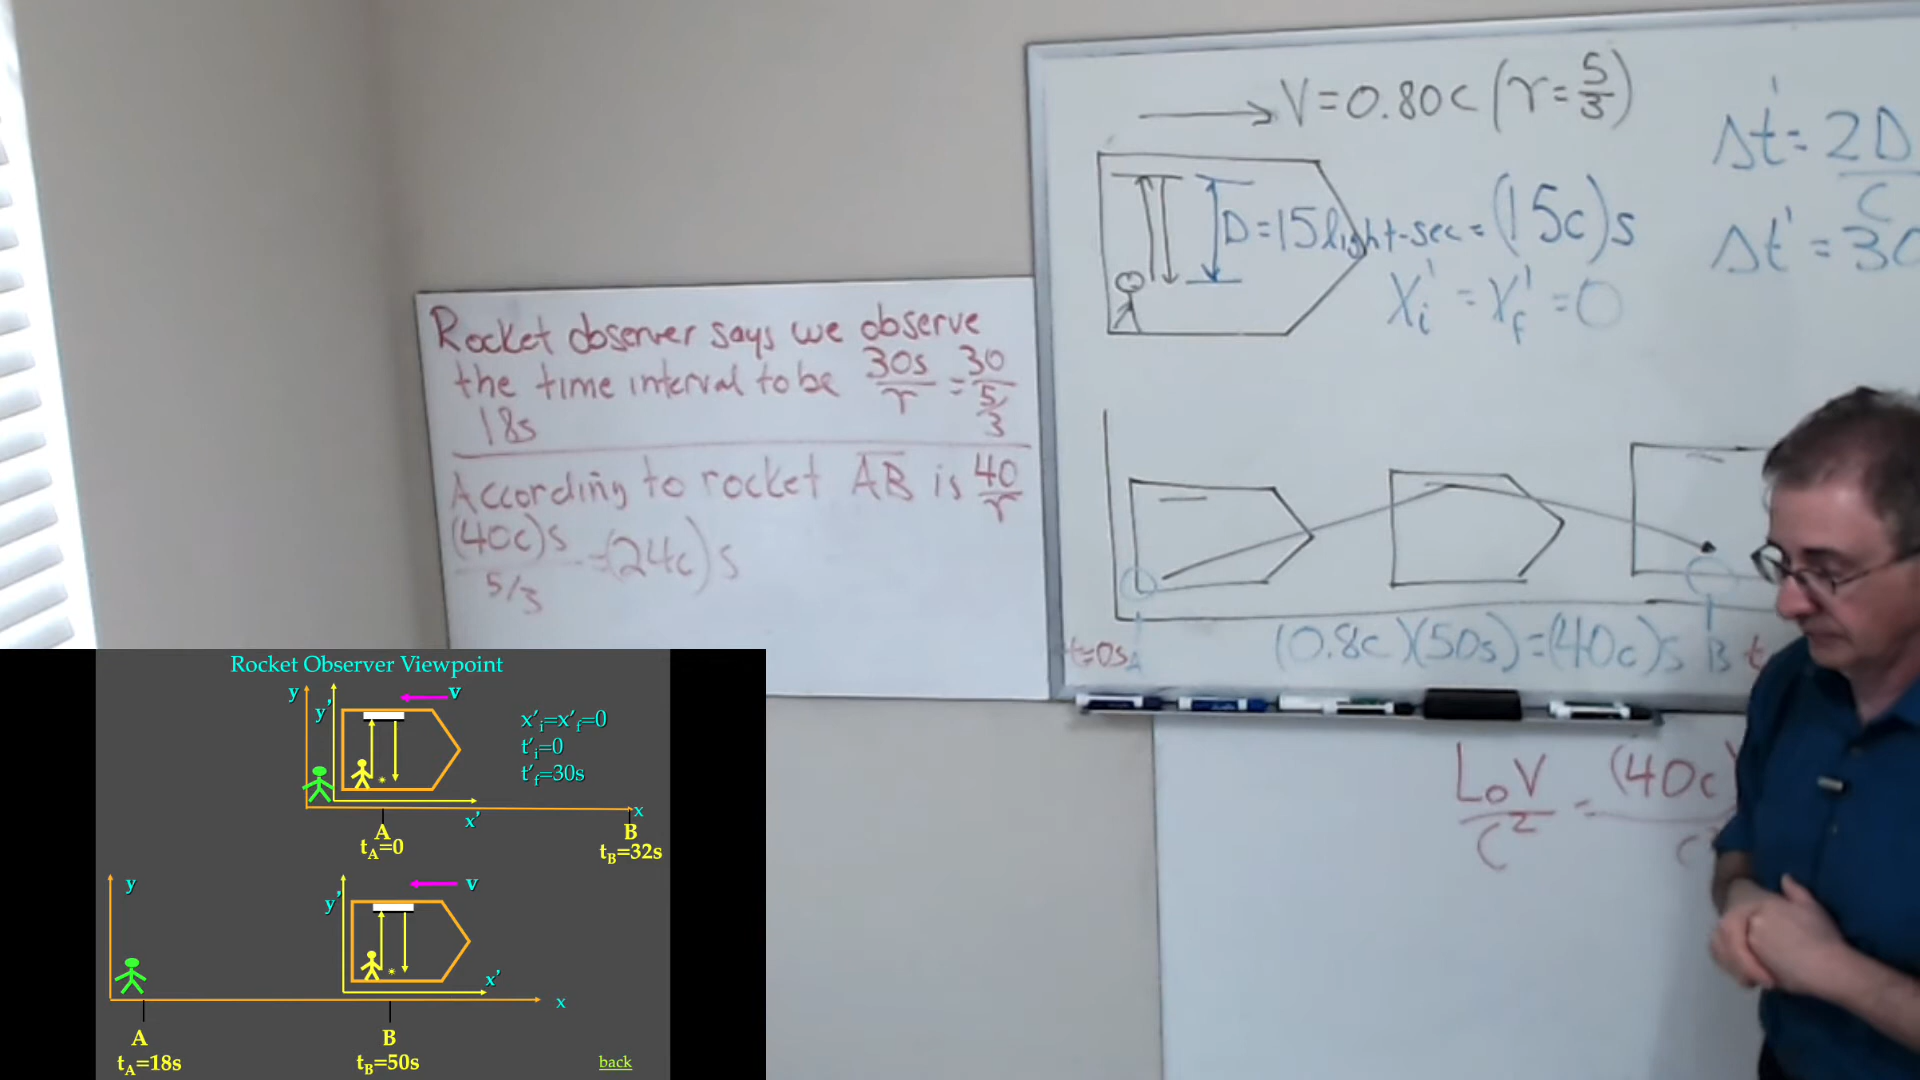 V=0.80c (γ=5/3)
Δt'=2D/c
D=15light-sec=(15c)s
Δt'=30
x'i=x'f=0
Rocket observer says we observe
the time interval to be 30s/γ=30/5/3
18s
According to rocket AB is 40/γ
(40c)s/5/3=(24c)s
t=0s A (0.8c)(50s)=(40c)s B t
L₀V/c²=(40c)
Rocket Observer Viewpoint
y y' v
x'i=x'f=0
t'i=0
t'f=30s
x' x
A B
tA=0 tB=32s
y y' v
x' x
A B
tA=18s tB=50s back